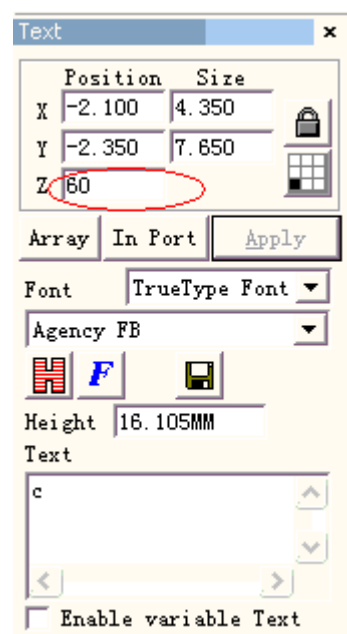 Text ×
Position Size
X -2.100 4.350
Y -2.350 7.650
Z 60
Array In Port Apply
Font TrueType Font
Agency FB
F
Height 16.105MM
Text
c
Enable variable Text